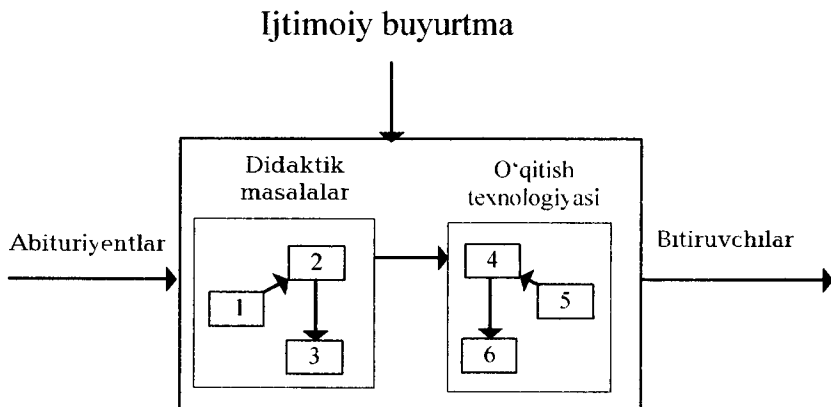 Ijtimoiy buyurtma
Didaktik
masalalar
O‘qitish
texnologiyasi
Abituriyentlar
Bitiruvchilar
2
4
1
5
3
6